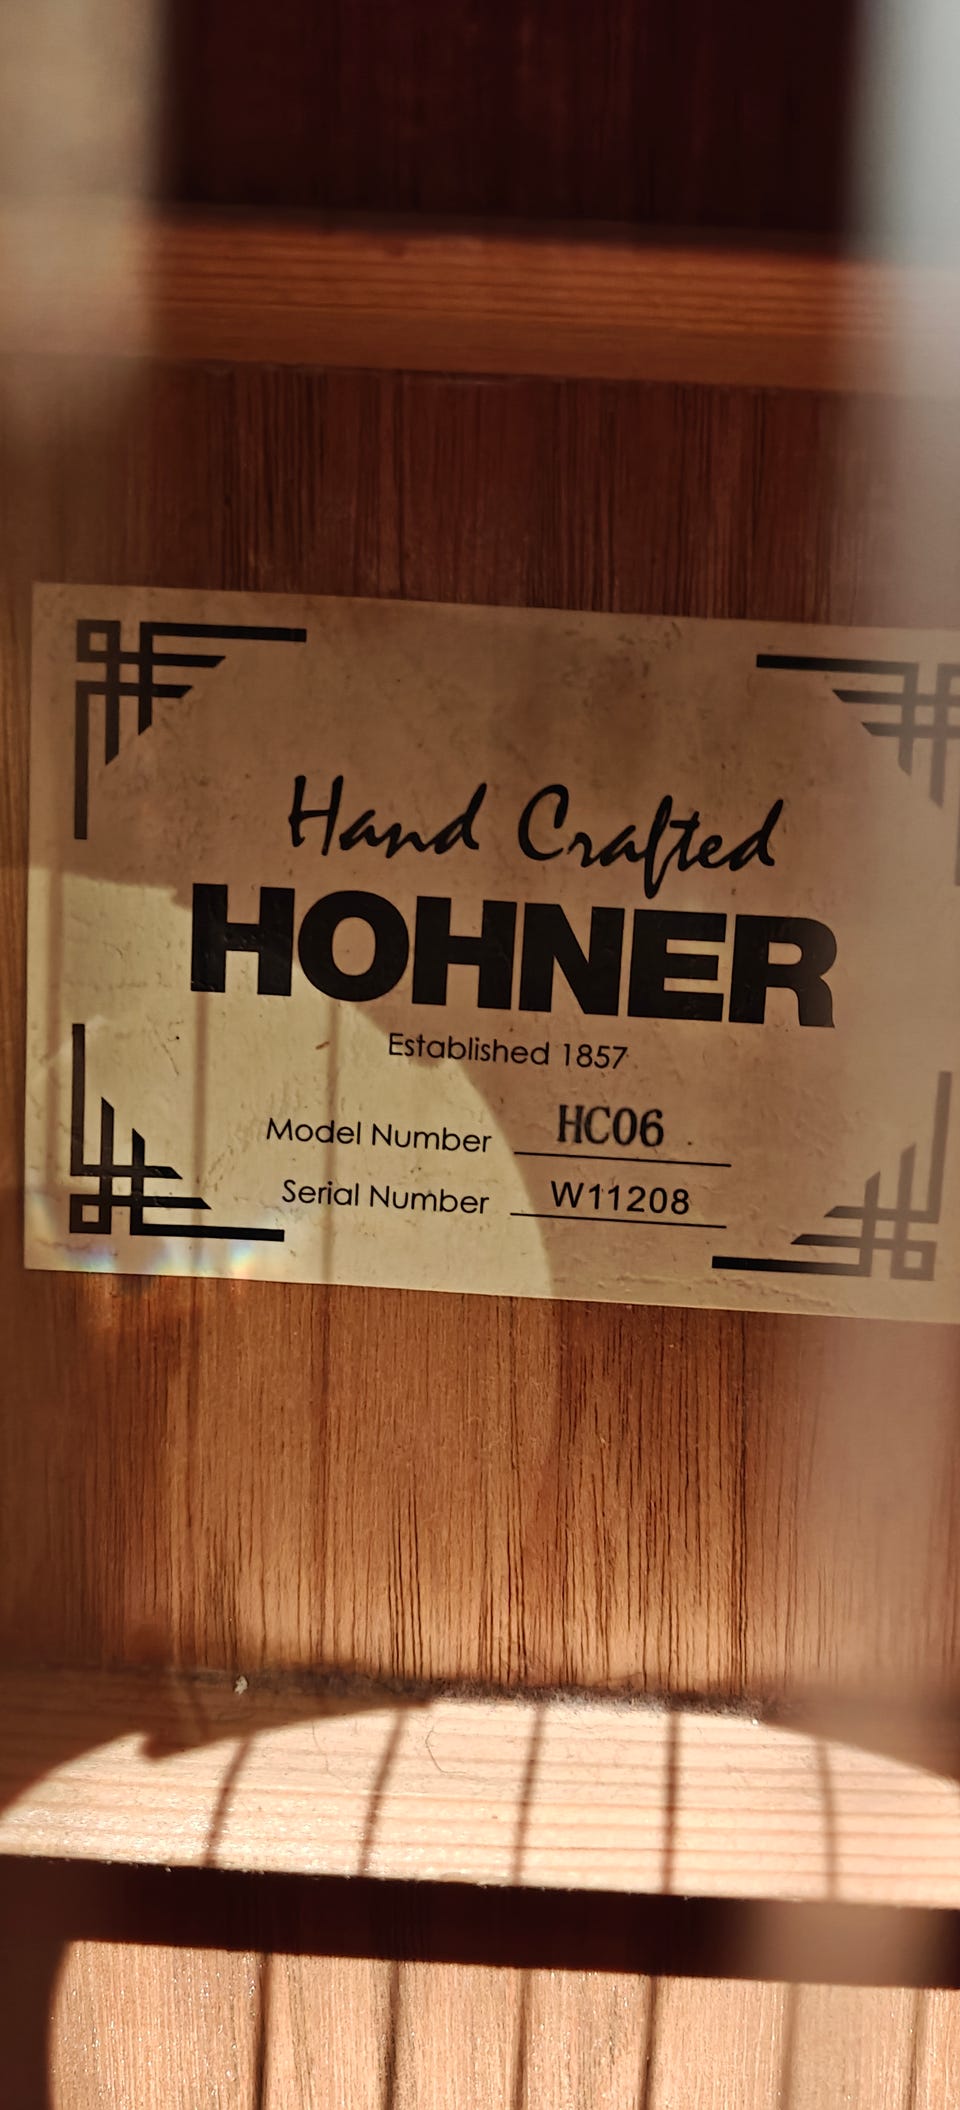 Hand Crafted
HOHNER
Established 1857
Model Number HC06
Serial Number W11208